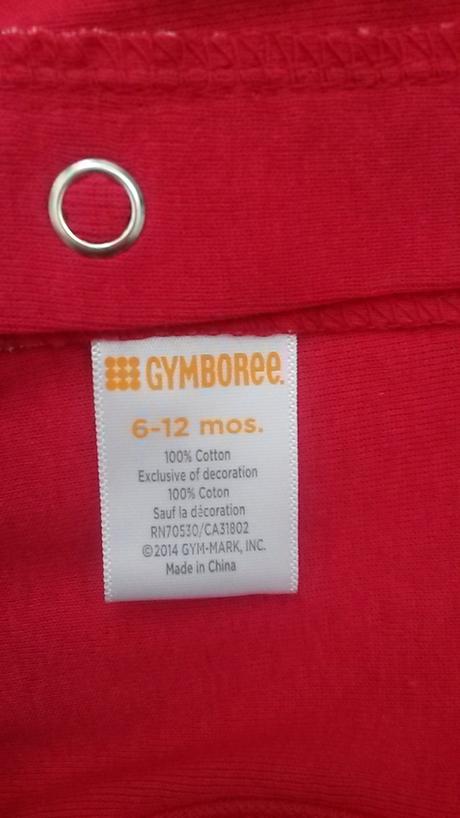 GYMBOREE.
6-12 mos.
100% Cotton
Exclusive of decoration
100% Coton
Sauf la décoration
RN70530/CA31802
©2014 GYM-MARK, INC.
Made in China